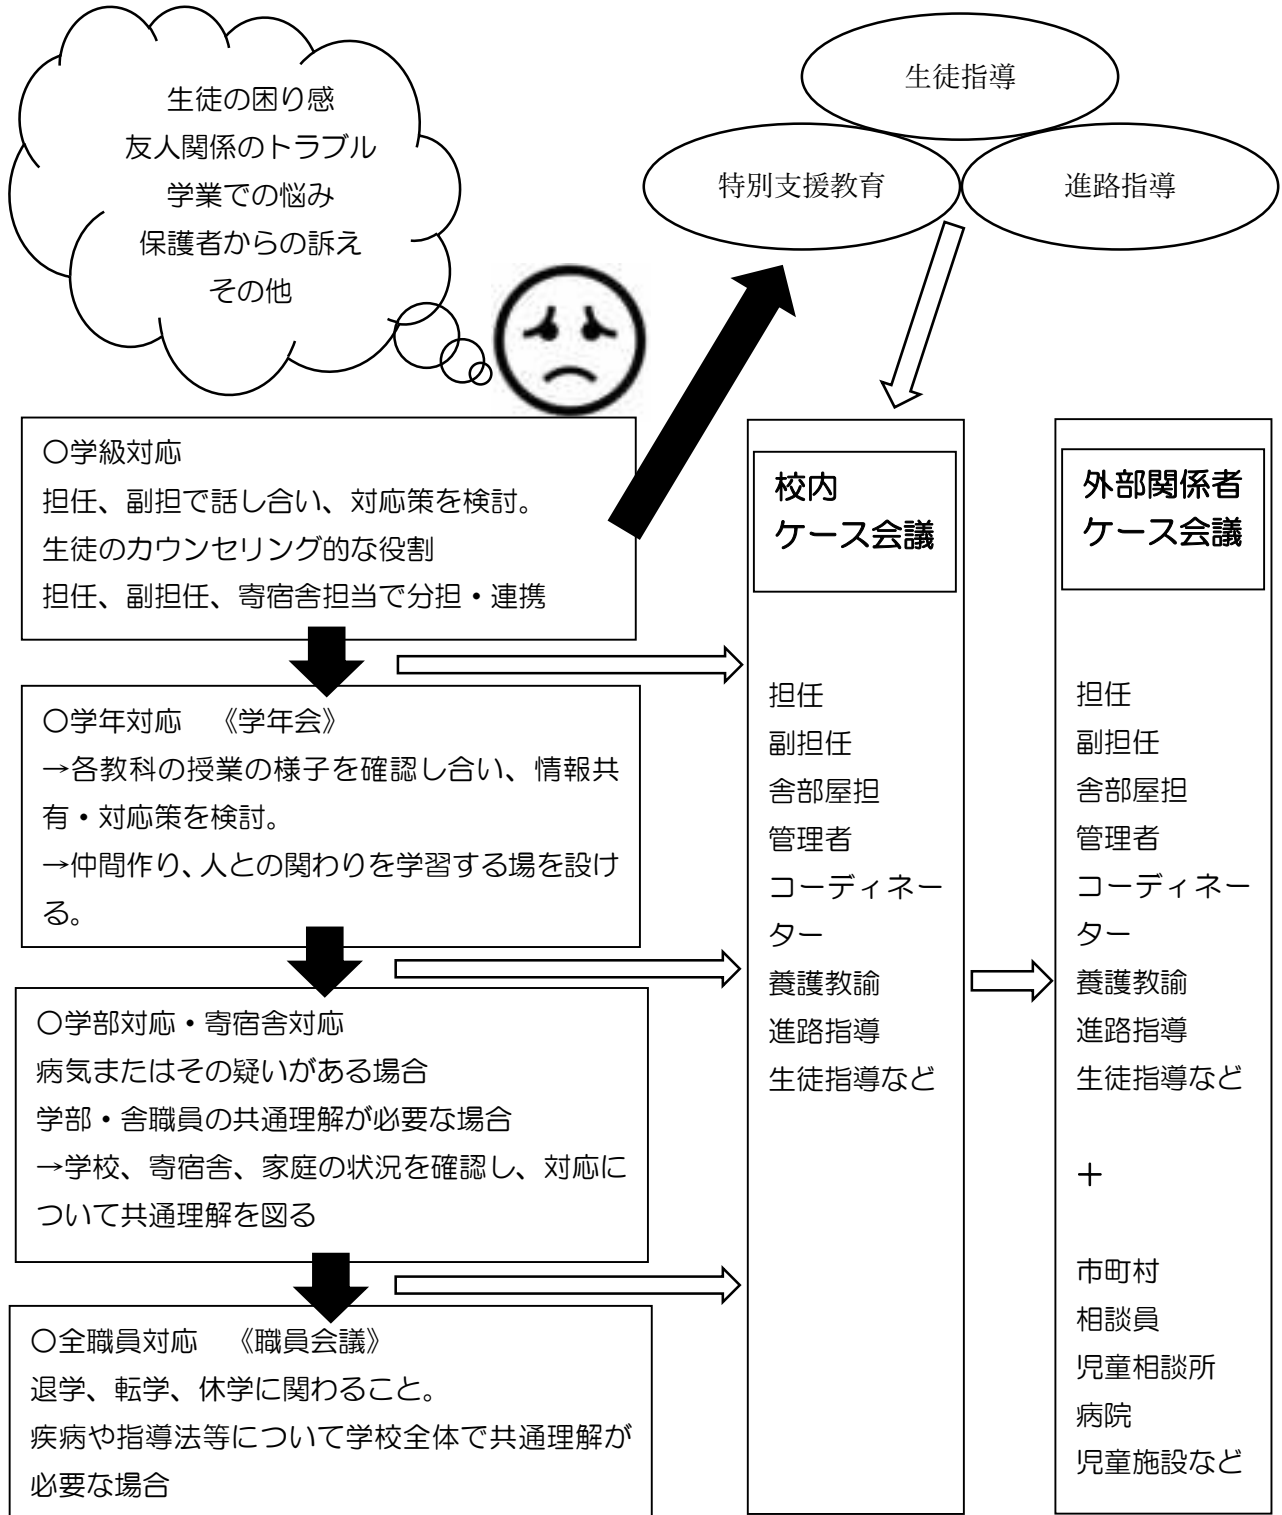 生徒の困り感
友人関係のトラブル
学業での悩み
保護者からの訴え
その他
生徒指導
特別支援教育
進路指導
〇学級対応
担任、副担で話し合い、対応策を検討。
生徒のカウンセリング的な役割
担任、副担任、寄宿舎担当で分担・連携
〇学年対応　《学年会》
→各教科の授業の様子を確認し合い、情報共
有・対応策を検討。
→仲間作り、人との関わりを学習する場を設け
る。
〇学部対応・寄宿舎対応
病気またはその疑いがある場合
学部・舎職員の共通理解が必要な場合
→学校、寄宿舎、家庭の状況を確認し、対応に
ついて共通理解を図る
〇全職員対応　《職員会議》
退学、転学、休学に関わること。
疾病や指導法等について学校全体で共通理解が
必要な場合
校内
ケース会議
担任
副担任
舎部屋担
管理者
コーディネー
ター
養護教諭
進路指導
生徒指導など
外部関係者
ケース会議
担任
副担任
舎部屋担
管理者
コーディネー
ター
養護教諭
進路指導
生徒指導など
＋
市町村
相談員
児童相談所
病院
児童施設など